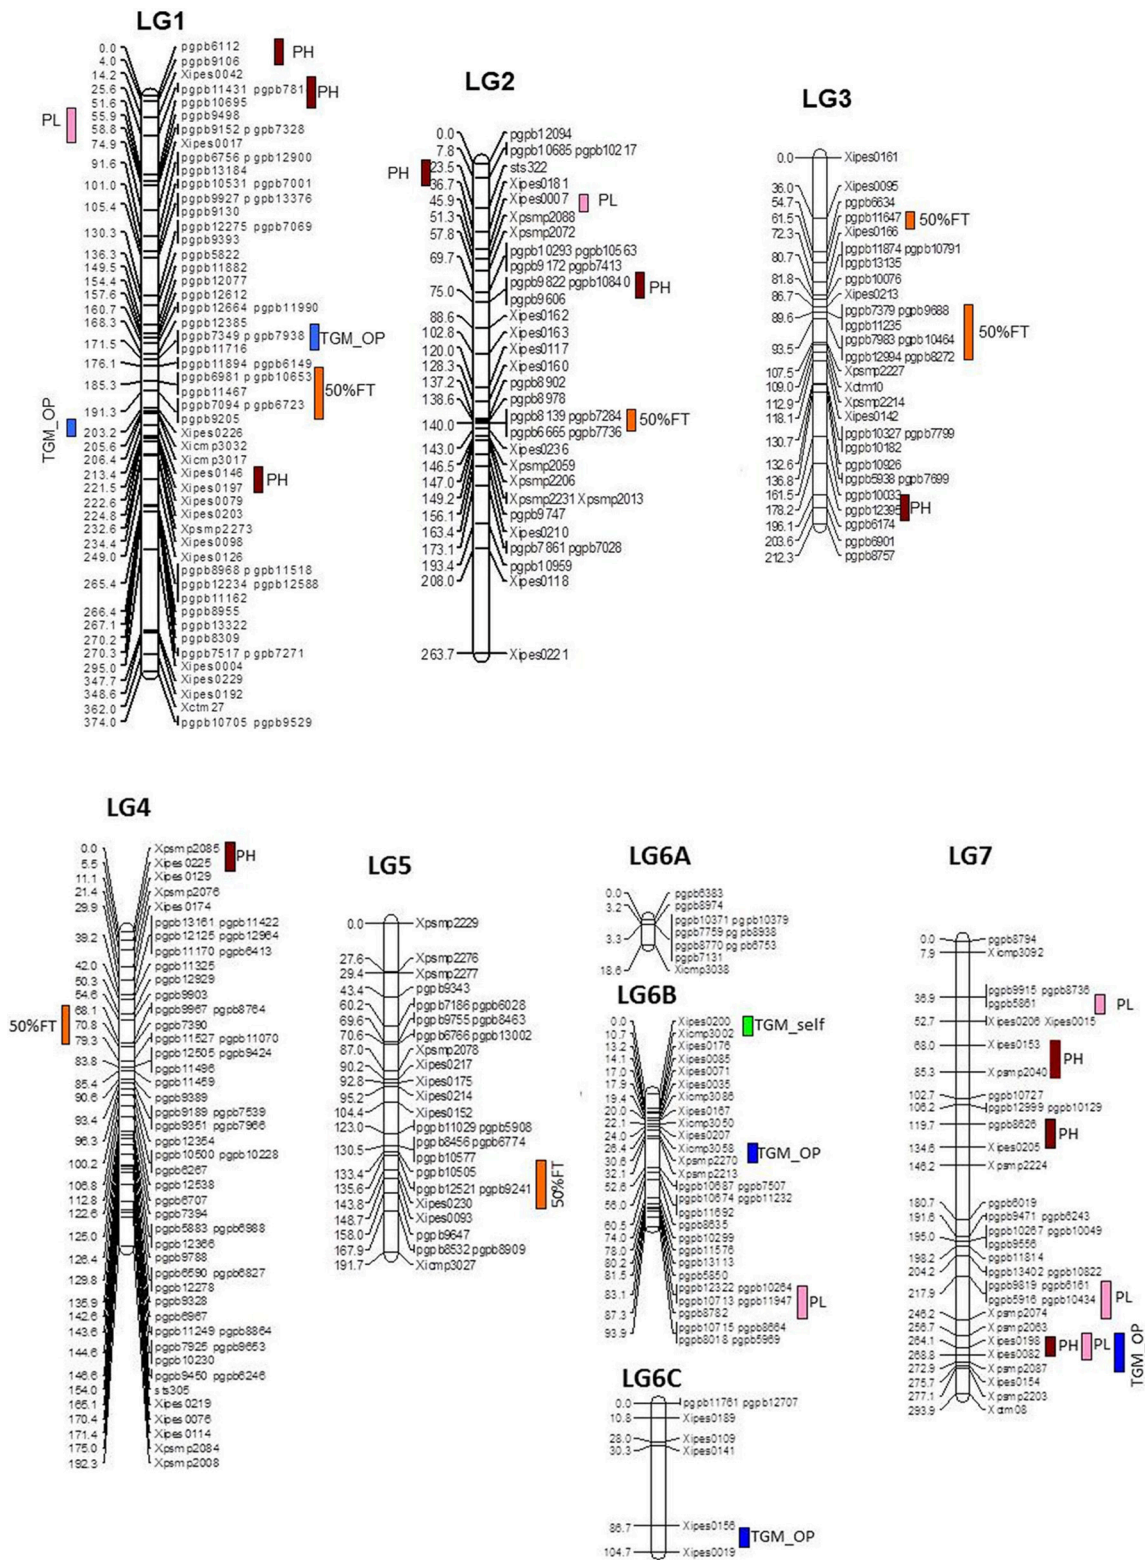 LG1
0.0 pgpb6112 PH
4.0 pgpb9106
14.2 Xipes0042
25.6 pgpb11431 pgpb781 PH
51.6 pgpb10695
55.9 pgpb9498
PL 58.8 pgpb9152 pgpb7328
74.9 Xipes0017
91.6 pgpb6756 pgpb12900
pgpb13184
101.0 pgpb10531 pgpb7001
105.4 pgpb9927 pgpb13376
pgpb9130
130.3 pgpb12275 pgpb7069
pgpb9393
136.3 pgpb5822
149.5 pgpb11882
154.4 pgpb12077
157.6 pgpb12612
160.7 pgpb12664 pgpb11990
168.3 pgpb12385
171.5 pgpb7349 pgpb7938 TGM_OP
pgpb11716
176.1 pgpb11894 pgpb6149
185.3 pgpb6981 pgpb10653 50%FT
pgpb11467
191.3 pgpb7094 pgpb6723
pgpb9205
TGM_OP 203.2 Xipes0226
205.6 Xicmp3032
206.4 Xicmp3017
213.4 Xipes0146 PH
221.5 Xipes0197
222.6 Xipes0079
224.8 Xipes0203
232.6 Xpsmp2273
234.4 Xipes0098
249.0 Xipes0126
265.4 pgpb8968 pgpb11518
pgpb12234 pgpb12588
pgpb11162
266.4 pgpb8955
267.1 pgpb13322
270.2 pgpb8309
270.3 pgpb7517 pgpb7271
295.0 Xipes0004
347.7 Xipes0229
348.6 Xipes0192
362.0 Xctm27
374.0 pgpb10705 pgpb9529
LG2
0.0 pgpb12094
7.8 pgpb10685 pgpb10217
PH 23.5 sts322
36.7 Xipes0181
45.9 Xipes0007 PL
51.3 Xpsmp2088
57.8 Xpsmp2072
69.7 pgpb10293 pgpb10563
pgpb9172 pgpb7413
75.0 pgpb9822 pgpb10840 PH
pgpb9606
88.6 Xipes0162
102.8 Xipes0163
120.0 Xipes0117
128.3 Xipes0160
137.2 pgpb8902
138.6 pgpb8978
140.0 pgpb8139 pgpb7284 50%FT
pgpb6665 pgpb7736
143.0 Xipes0236
146.5 Xpsmp2059
147.0 Xpsmp2206
149.2 Xpsmp2231 Xpsmp2013
156.1 pgpb9747
163.4 Xipes0210
173.1 pgpb7861 pgpb7028
193.4 pgpb10959
208.0 Xipes0118
263.7 Xipes0221
LG3
0.0 Xipes0161
36.0 Xipes0095
54.7 pgpb6634
61.5 pgpb11647 50%FT
72.3 Xipes0166
80.7 pgpb11874 pgpb10791
pgpb13135
81.8 pgpb10076
86.7 Xipes0213
89.6 pgpb7379 pgpb9688
pgpb11235 50%FT
93.5 pgpb7983 pgpb10464
pgpb12994 pgpb8272
107.5 Xpsmp2227
109.0 Xctm10
112.9 Xpsmp2214
118.1 Xipes0142
130.7 pgpb10327 pgpb7799
pgpb10182
132.6 pgpb10926
136.8 pgpb5938 pgpb7699
161.5 pgpb10033
178.2 pgpb12395 PH
196.1 pgpb6174
203.6 pgpb6901
212.3 pgpb8757
LG4
0.0 Xpsmp2085 PH
5.5 Xipes0225
11.1 Xipes0129
21.4 Xpsmp2076
29.9 Xipes0174
39.2 pgpb13161 pgpb11422
pgpb12125 pgpb12964
pgpb11170 pgpb6413
42.0 pgpb11325
50.3 pgpb12929
54.6 pgpb9903
50%FT 68.1 pgpb9967 pgpb8764
70.8 pgpb7390
79.3 pgpb11527 pgpb11070
83.8 pgpb12505 pgpb9424
pgpb11496
85.4 pgpb11459
90.6 pgpb9389
93.4 pgpb9189 pgpb7539
pgpb9351 pgpb7966
96.3 pgpb12354
100.2 pgpb10500 pgpb10228
pgpb6267
106.8 pgpb12538
112.8 pgpb6707
122.6 pgpb7394
125.0 pgpb5883 pgpb6988
pgpb12366
126.4 pgpb9788
129.8 pgpb6590 pgpb6827
pgpb12278
136.9 pgpb9328
142.6 pgpb6967
143.6 pgpb11249 pgpb8864
144.6 pgpb7925 pgpb9653
pgpb10230
146.6 pgpb9450 pgpb6246
154.0 sts305
165.1 Xipes0219
170.4 Xipes0076
171.4 Xipes0114
175.0 Xpsmp2084
192.3 Xpsmp2008
LG5
0.0 Xpsmp2229
27.6 Xpsmp2276
29.4 Xpsmp2277
43.4 pgpb9343
60.2 pgpb7186 pgpb6028
69.6 pgpb9755 pgpb8463
70.6 pgpb6766 pgpb13002
87.0 Xpsmp2078
90.2 Xipes0217
92.8 Xipes0175
95.2 Xipes0214
104.4 Xipes0152
123.0 pgpb11029 pgpb5908
130.5 pgpb8456 pgpb6774
pgpb10577
133.4 pgpb10505
135.6 pgpb12521 pgpb9241 50%FT
143.8 Xipes0230
148.7 Xipes0093
158.0 pgpb9647
167.9 pgpb8532 pgpb8909
191.7 Xicmp3027
LG6A
0.0 pgpb6383
3.2 pgpb8974
3.3 pgpb10371 pgpb10379
pgpb7759 pgpb8938
pgpb8770 pgpb6753
pgpb7131
18.6 Xicmp3038
LG6B
0.0 Xipes0200 TGM_self
10.7 Xicmp3002
13.2 Xipes0176
14.1 Xipes0085
17.0 Xipes0071
17.9 Xipes0035
19.4 Xicmp3086
20.0 Xipes0167
22.1 Xicmp3050
24.0 Xipes0207
26.4 Xicmp3058 TGM_OP
30.6 Xpsmp2270
32.1 Xpsmp2213
52.6 pgpb10687 pgpb7507
56.0 pgpb10674 pgpb11232
pgpb11692
60.5 pgpb8635
74.0 pgpb10299
78.0 pgpb11576
80.2 pgpb13113
81.5 pgpb5850
83.1 pgpb12322 pgpb10264
pgpb10713 pgpb11947 PL
87.3 pgpb8782
93.9 pgpb10715 pgpb8664
pgpb8018 pgpb5969
LG6C
0.0 pgpb11761 pgpb12707
10.8 Xipes0189
28.0 Xipes0109
30.3 Xipes0141
86.7 Xipes0156 TGM_OP
104.7 Xipes0019
LG7
0.0 pgpb8794
7.9 Xicmp3092
36.9 pgpb9915 pgpb8736
pgpb5861 PL
52.7 Xipes0206 Xipes0015
68.0 Xipes0153 PH
85.3 Xpsmp2040
102.7 pgpb10727
106.2 pgpb12999 pgpb10129
119.7 pgpb8626 PH
134.6 Xipes0205
146.2 Xpsmp2224
180.7 pgpb6019
191.6 pgpb9471 pgpb6243
195.0 pgpb10267 pgpb10049
pgpb9556
198.2 pgpb11814
204.2 pgpb13402 pgpb10822
217.9 pgpb9819 pgpb6161
pgpb5916 pgpb10434 PL
246.2 Xpsmp2074
256.7 Xpsmp2063
264.1 Xipes0198 PH PL TGM_OP
268.8 Xipes0082
272.9 Xpsmp2087
275.7 Xipes0154
277.1 Xpsmp2203
293.9 Xctm08